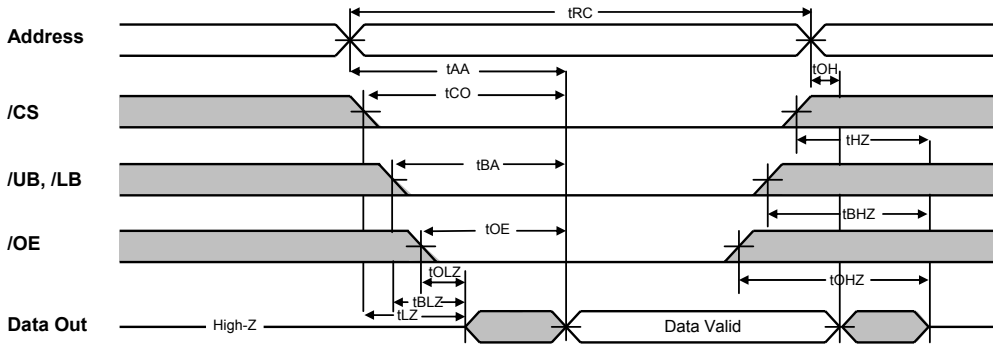 tRC
Address
tAA
tOH
tCO
/CS
tHZ
tBA
/UB, /LB
tBHZ
tOE
/OE
tOLZ
tOHZ
tBLZ
tLZ
Data Out
High-Z
Data Valid